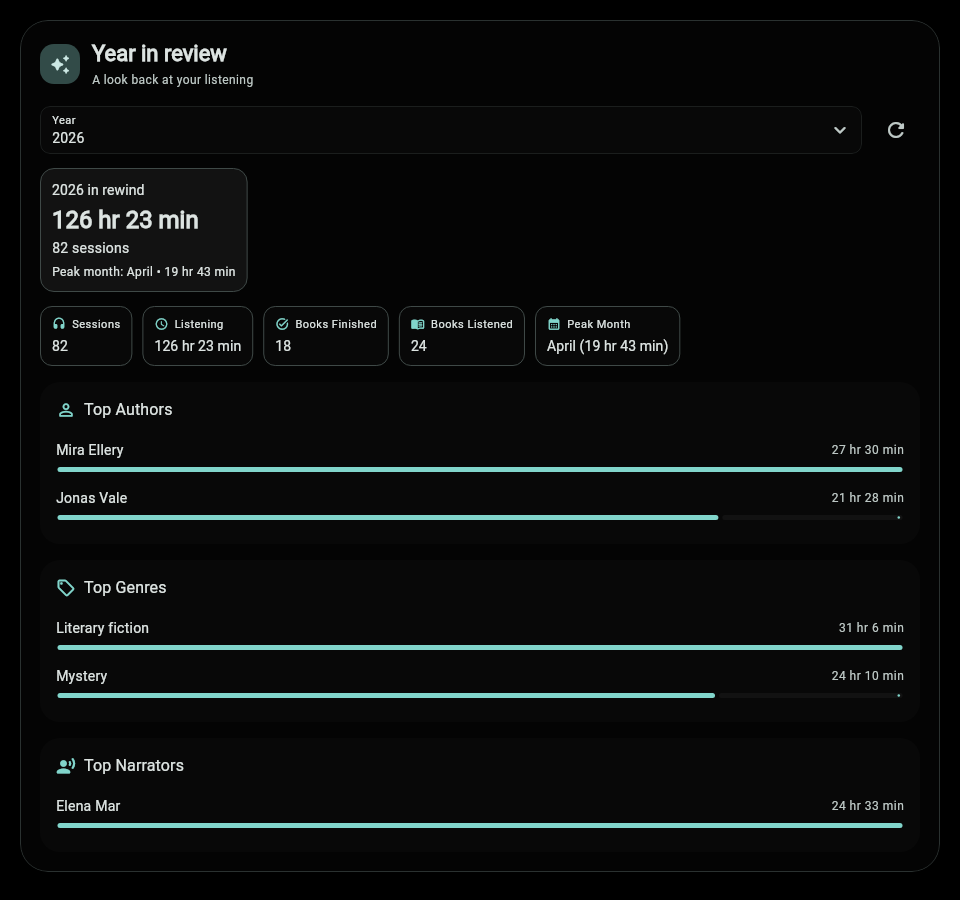 Year in review
A look back at your listening
Year
2026
2026 in rewind
126 hr 23 min
82 sessions
Peak month: April • 19 hr 43 min
Sessions
82
Listening
126 hr 23 min
Books Finished
18
Books Listened
24
Peak Month
April (19 hr 43 min)
Top Authors
Mira Ellery 27 hr 30 min
Jonas Vale 21 hr 28 min
Top Genres
Literary fiction 31 hr 6 min
Mystery 24 hr 10 min
Top Narrators
Elena Mar 24 hr 33 min